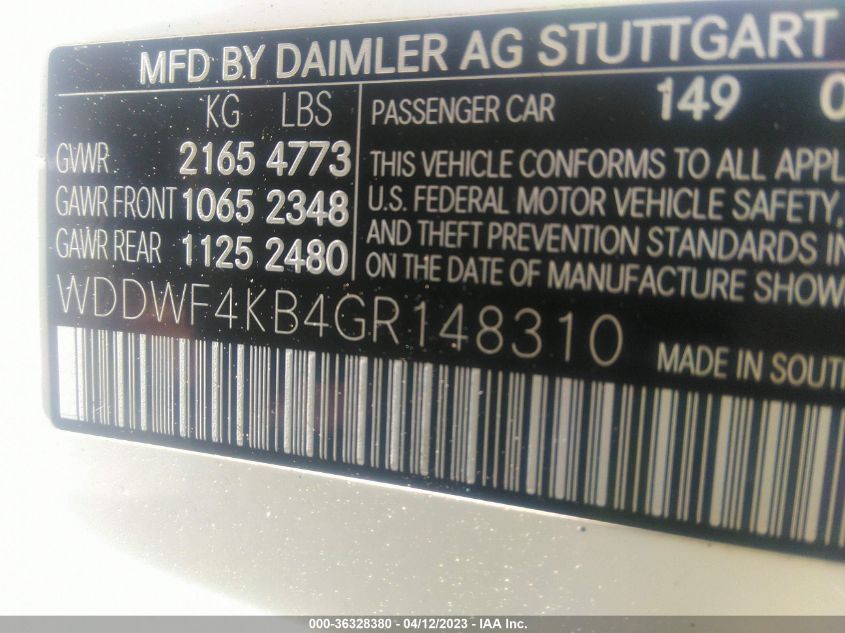 MFD BY DAIMLER AG STUTTGART
KG LBS
GVWR 2165 4773
GAWR FRONT 1065 2348
GAWR REAR 1125 2480
PASSENGER CAR 149 0
THIS VEHICLE CONFORMS TO ALL APPL
U.S. FEDERAL MOTOR VEHICLE SAFETY,
AND THEFT PREVENTION STANDARDS IN
ON THE DATE OF MANUFACTURE SHOW
WDDWF4KB4GR148310
MADE IN SOUT
000-36328380 - 04/12/2023 - IAA Inc.